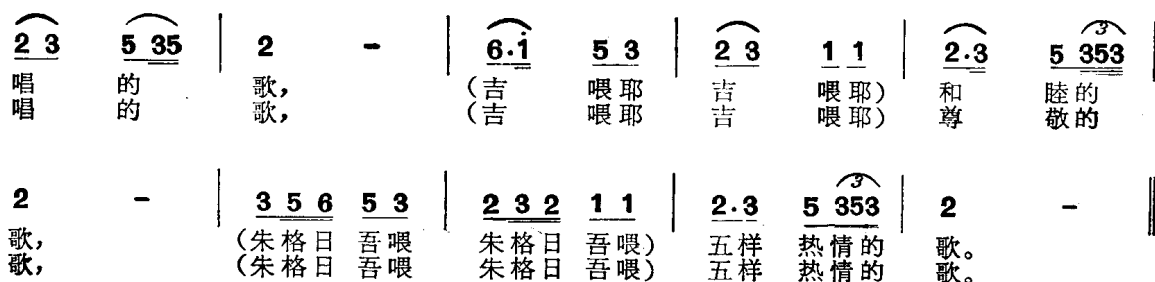 2 3 5 35 | 2 - | 6·i 5 3 | 2 3 1 1 | 2·3 5 353 |
唱 的 歌， （吉 喂耶 吉 喂耶） 和 睦的
唱 的 歌， （吉 喂耶 吉 喂耶） 尊 敬的
2 - | 3 5 6 5 3 | 2 3 2 1 1 | 2·3 5 353 | 2 - ‖
歌， （朱格日 吾喂 朱格日 吾喂） 五样 热情的 歌。
歌， （朱格日 吾喂 朱格日 吾喂） 五样 热情的 歌。